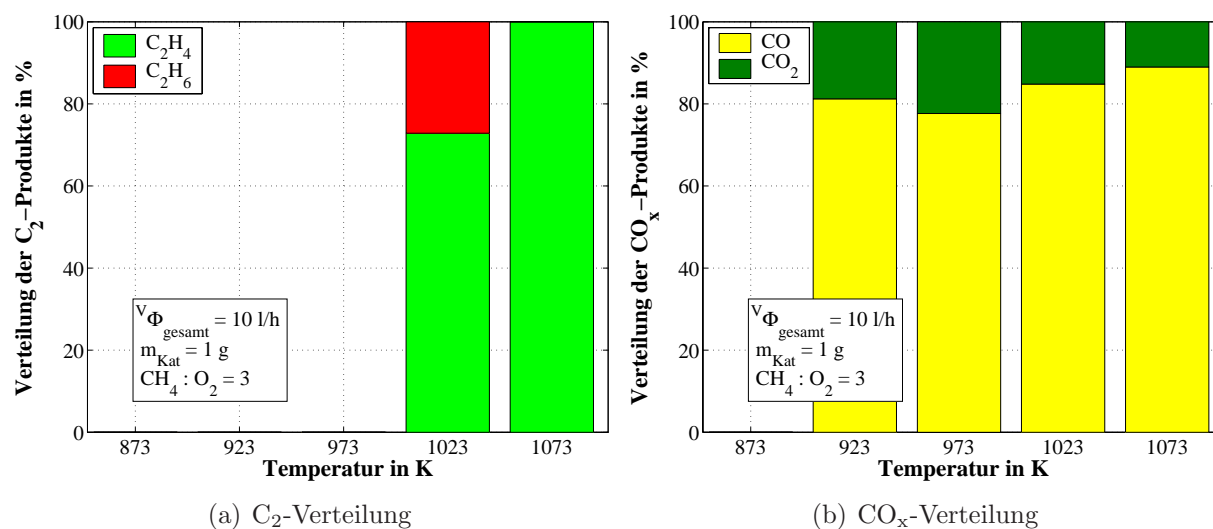 Verteilung der C2−Produkte in %
100
80
60
40
20
0
C2H4
C2H6
VΦgesamt = 10 l/h
mKat = 1 g
CH4 : O2 = 3
873 923 973 1023 1073
Temperatur in K
(a) C2-Verteilung
Verteilung der COx−Produkte in %
100
80
60
40
20
0
CO
CO2
VΦgesamt = 10 l/h
mKat = 1 g
CH4 : O2 = 3
873 923 973 1023 1073
Temperatur in K
(b) COx-Verteilung